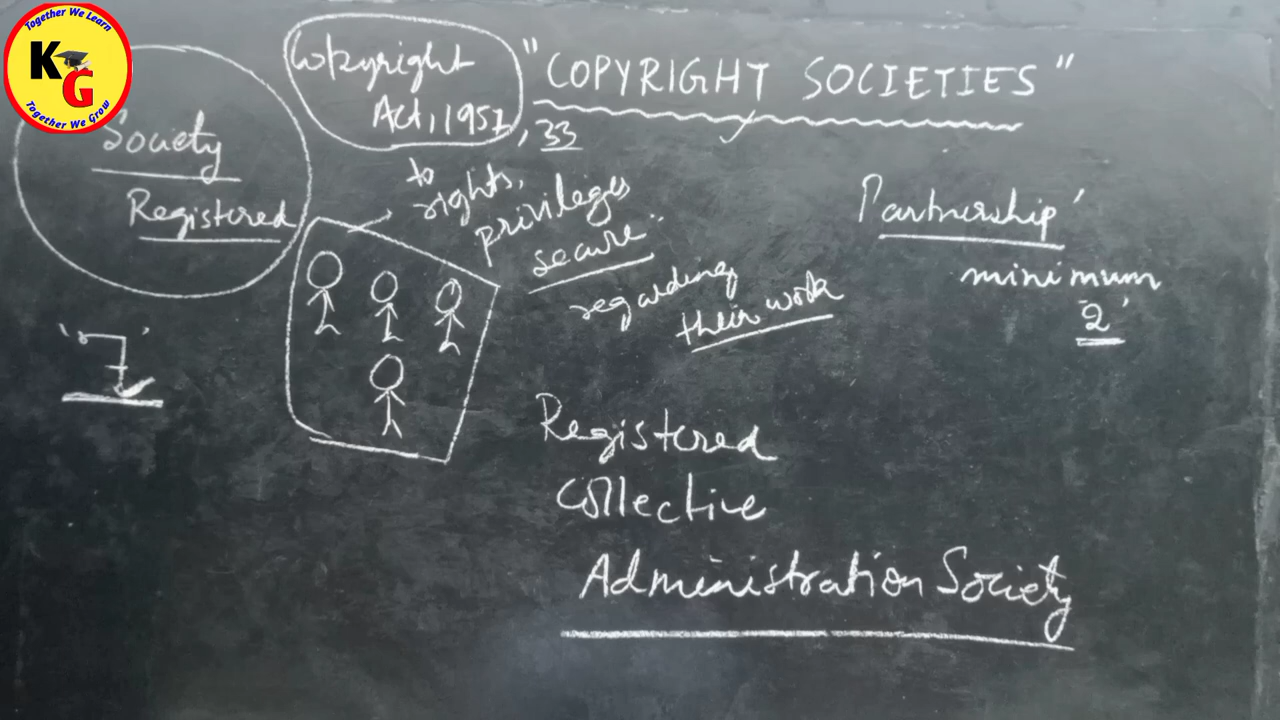 Together We Learn
KG
Together We Grow
"COPYRIGHT SOCIETIES"
Copyright
Act, 1957, 33
Society
Registered
to
rights,
privileges
secure"
regarding
their work
Partnership'
minimum
2'
'7'
Registered
Collective
Administration Society